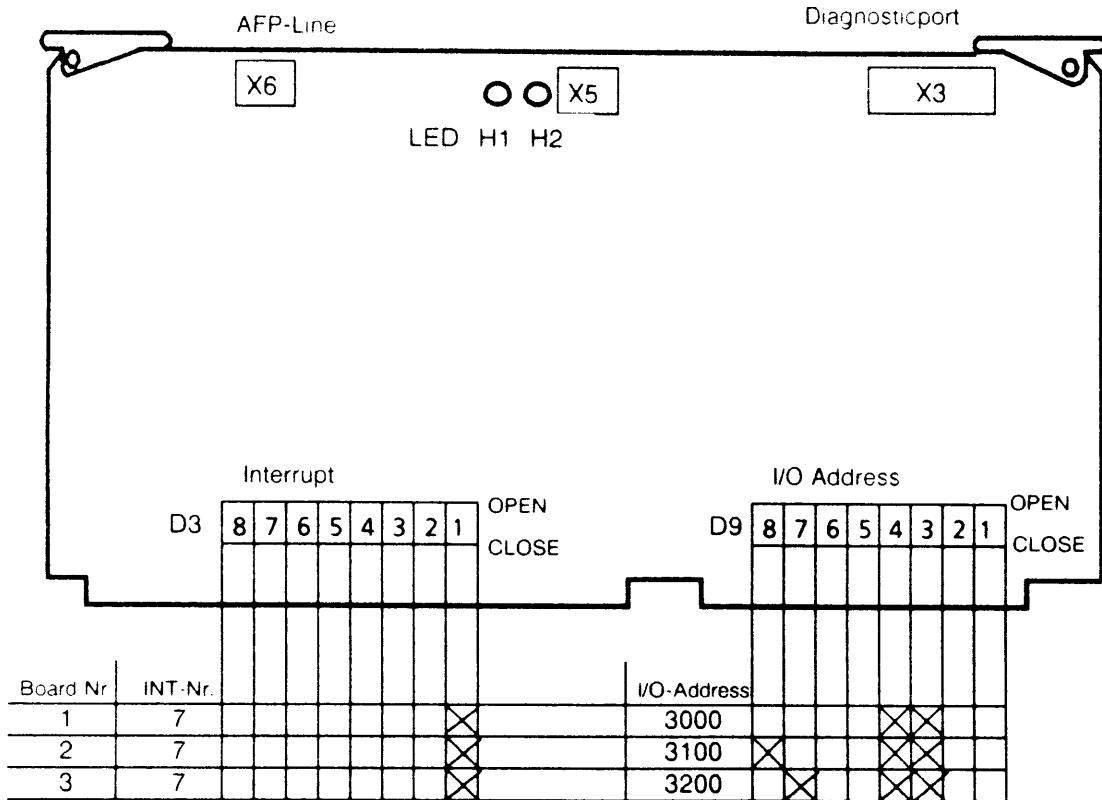 AFP-Line
Diagnosticport
X6
X5
X3
LED H1 H2
Interrupt
I/O Address
D3 8 7 6 5 4 3 2 1 OPEN
CLOSE
D9 8 7 6 5 4 3 2 1 OPEN
CLOSE
Board Nr INT-Nr. I/O-Address
1 7 3000
2 7 3100
3 7 3200